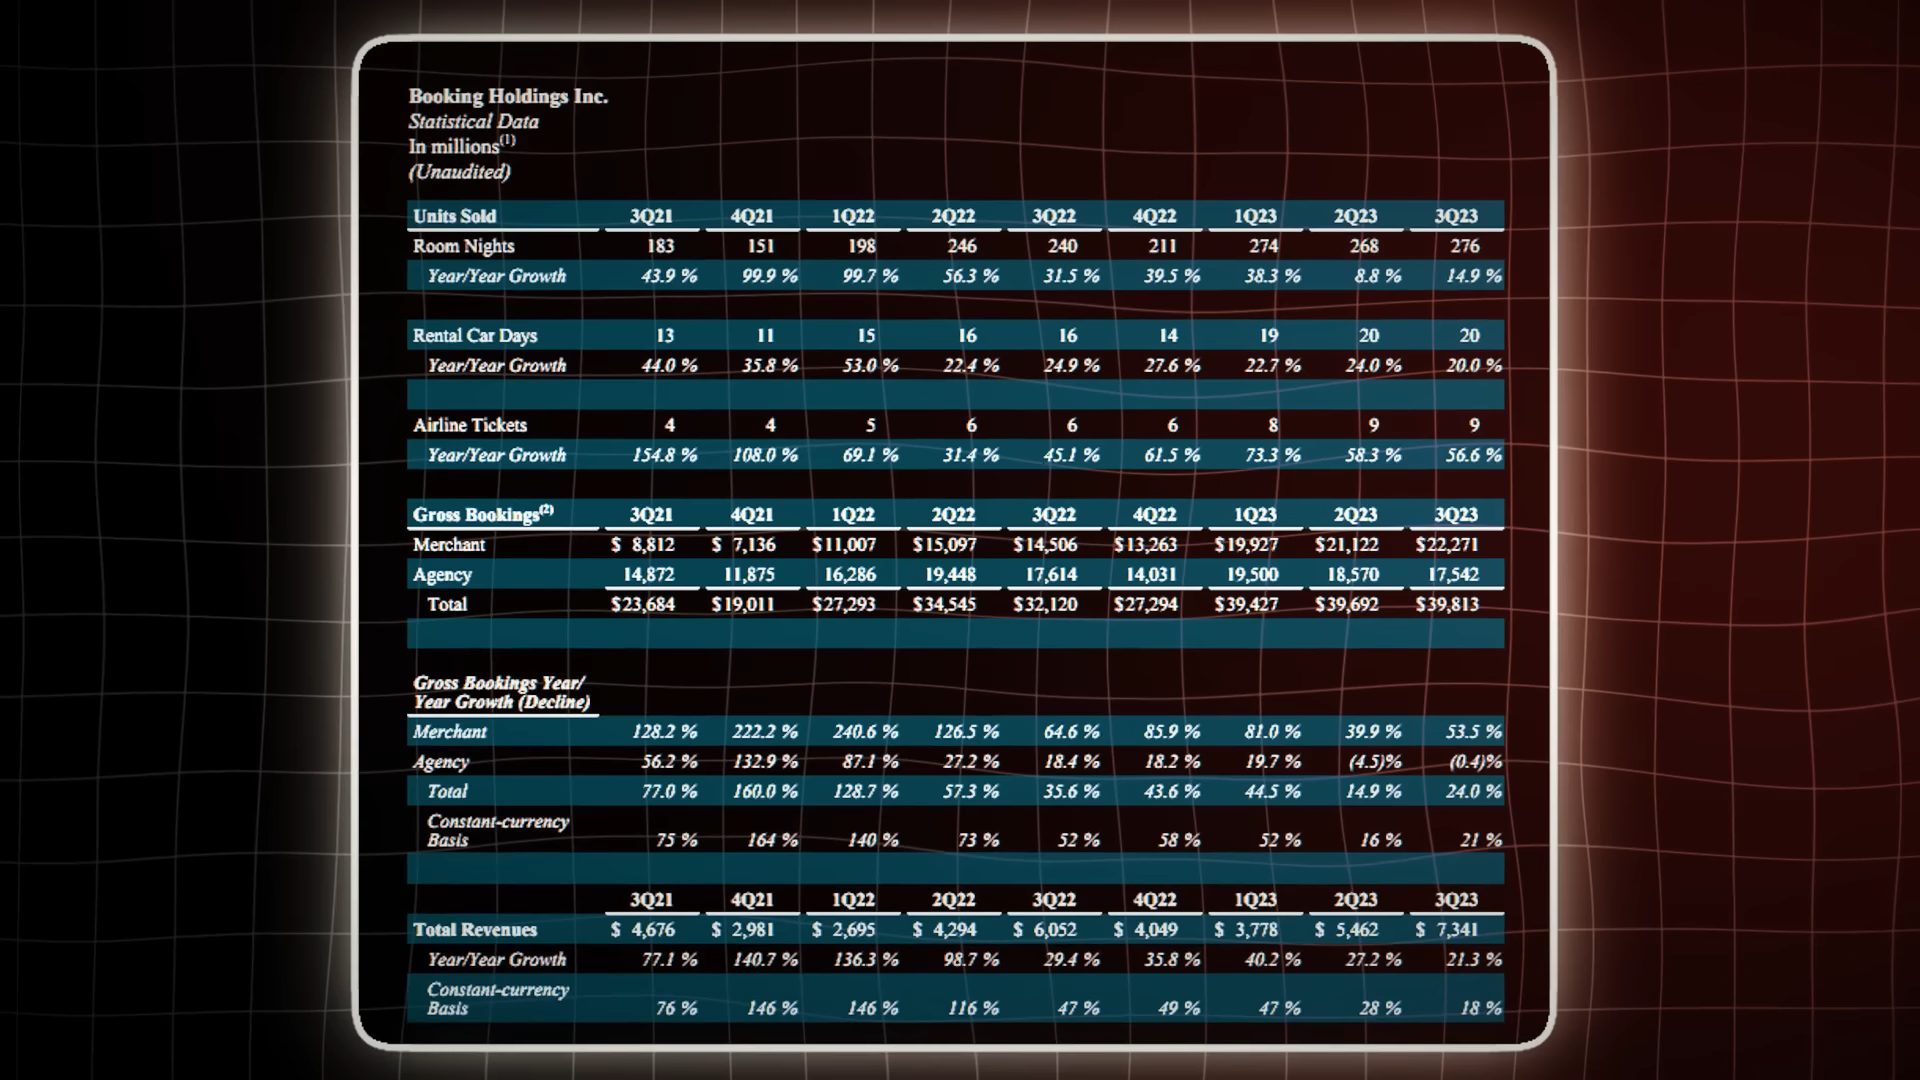 Booking Holdings Inc.
Statistical Data
In millions(1)
(Unaudited)
Units Sold 3Q21 4Q21 1Q22 2Q22 3Q22 4Q22 1Q23 2Q23 3Q23
Room Nights 183 151 198 246 240 211 274 268 276
Year/Year Growth 43.9 % 99.9 % 99.7 % 56.3 % 31.5 % 39.5 % 38.3 % 8.8 % 14.9 %
Rental Car Days 13 11 15 16 16 14 19 20 20
Year/Year Growth 44.0 % 35.8 % 53.0 % 22.4 % 24.9 % 27.6 % 22.7 % 24.0 % 20.0 %
Airline Tickets 4 4 5 6 6 6 8 9 9
Year/Year Growth 154.8 % 108.0 % 69.1 % 31.4 % 45.1 % 61.5 % 73.3 % 58.3 % 56.6 %
Gross Bookings(2) 3Q21 4Q21 1Q22 2Q22 3Q22 4Q22 1Q23 2Q23 3Q23
Merchant $ 8,812 $ 7,136 $11,007 $15,097 $14,506 $13,263 $19,927 $21,122 $22,271
Agency 14,872 11,875 16,286 19,448 17,614 14,031 19,500 18,570 17,542
Total $23,684 $19,011 $27,293 $34,545 $32,120 $27,294 $39,427 $39,692 $39,813
Gross Bookings Year/
Year Growth (Decline)
Merchant 128.2 % 222.2 % 240.6 % 126.5 % 64.6 % 85.9 % 81.0 % 39.9 % 53.5 %
Agency 56.2 % 132.9 % 87.1 % 27.2 % 18.4 % 18.2 % 19.7 % (4.5)% (0.4)%
Total 77.0 % 160.0 % 128.7 % 57.3 % 35.6 % 43.6 % 44.5 % 14.9 % 24.0 %
Constant-currency
Basis 75 % 164 % 140 % 73 % 52 % 58 % 52 % 16 % 21 %
3Q21 4Q21 1Q22 2Q22 3Q22 4Q22 1Q23 2Q23 3Q23
Total Revenues $ 4,676 $ 2,981 $ 2,695 $ 4,294 $ 6,052 $ 4,049 $ 3,778 $ 5,462 $ 7,341
Year/Year Growth 77.1 % 140.7 % 136.3 % 98.7 % 29.4 % 35.8 % 40.2 % 27.2 % 21.3 %
Constant-currency
Basis 76 % 146 % 146 % 116 % 47 % 49 % 47 % 28 % 18 %